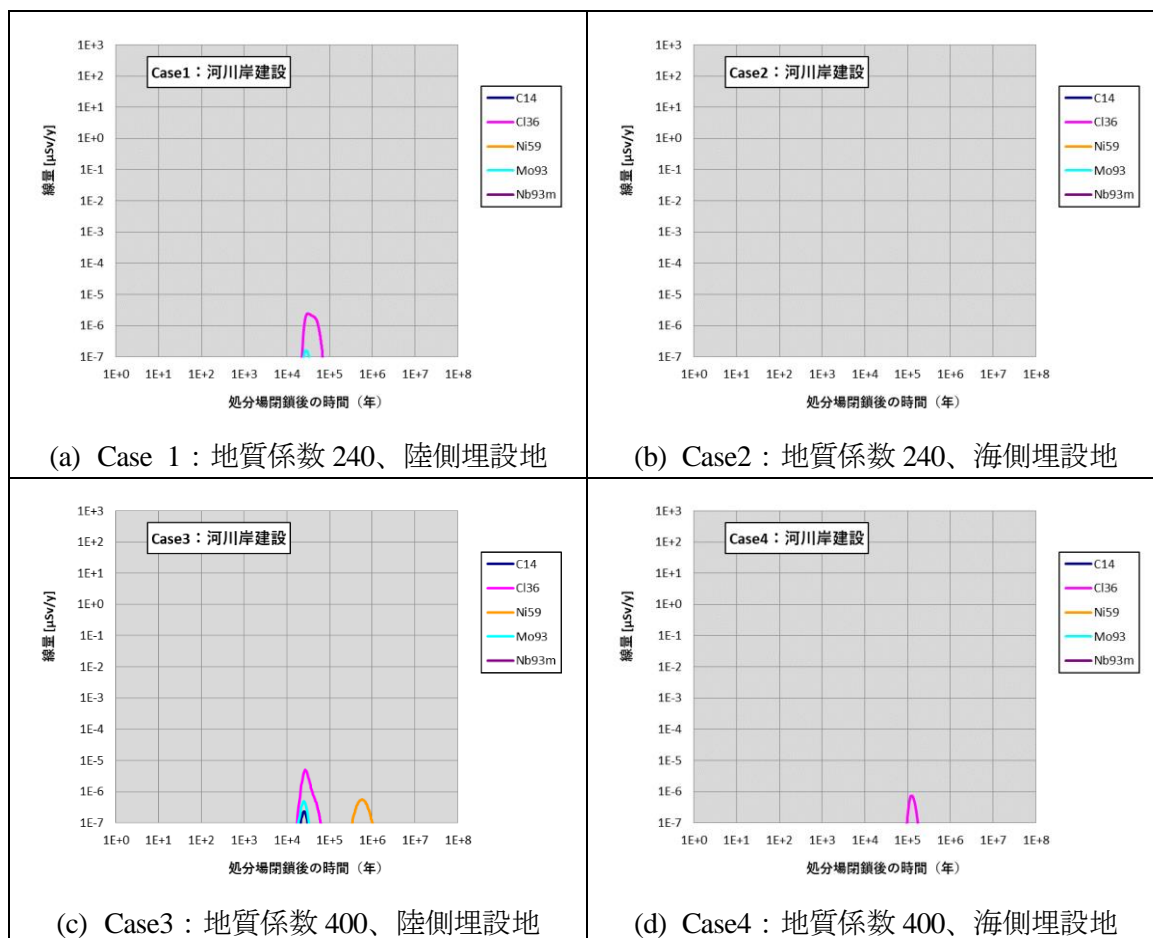 1E+3
1E+2
1E+1
1E+0
1E-1
1E-2
1E-3
1E-4
1E-5
1E-6
1E-7
線量 [μSv/y]
Case1：河川岸建設
C14
Cl36
Ni59
Mo93
Nb93m
1E+0 1E+1 1E+2 1E+3 1E+4 1E+5 1E+6 1E+7 1E+8
処分場閉鎖後の時間（年）
(a) Case 1：地質係数 240、陸側埋設地
1E+3
1E+2
1E+1
1E+0
1E-1
1E-2
1E-3
1E-4
1E-5
1E-6
1E-7
線量 [μSv/y]
Case2：河川岸建設
C14
Cl36
Ni59
Mo93
Nb93m
1E+0 1E+1 1E+2 1E+3 1E+4 1E+5 1E+6 1E+7 1E+8
処分場閉鎖後の時間（年）
(b) Case2：地質係数 240、海側埋設地
1E+3
1E+2
1E+1
1E+0
1E-1
1E-2
1E-3
1E-4
1E-5
1E-6
1E-7
線量 [μSv/y]
Case3：河川岸建設
C14
Cl36
Ni59
Mo93
Nb93m
1E+0 1E+1 1E+2 1E+3 1E+4 1E+5 1E+6 1E+7 1E+8
処分場閉鎖後の時間（年）
(c) Case3：地質係数 400、陸側埋設地
1E+3
1E+2
1E+1
1E+0
1E-1
1E-2
1E-3
1E-4
1E-5
1E-6
1E-7
線量 [μSv/y]
Case4：河川岸建設
C14
Cl36
Ni59
Mo93
Nb93m
1E+0 1E+1 1E+2 1E+3 1E+4 1E+5 1E+6 1E+7 1E+8
処分場閉鎖後の時間（年）
(d) Case4：地質係数 400、海側埋設地